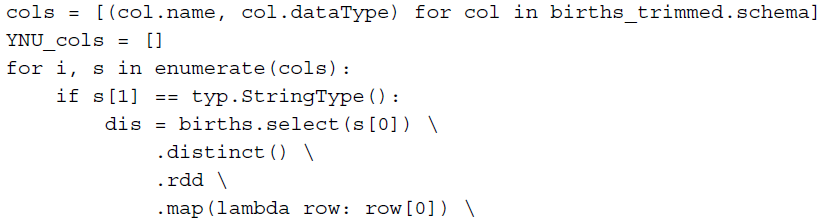 cols = [(col.name, col.dataType) for col in births_trimmed.schema]
YNU_cols = []
for i, s in enumerate(cols):
    if s[1] == typ.StringType():
        dis = births.select(s[0]) \
            .distinct() \
            .rdd \
            .map(lambda row: row[0]) \